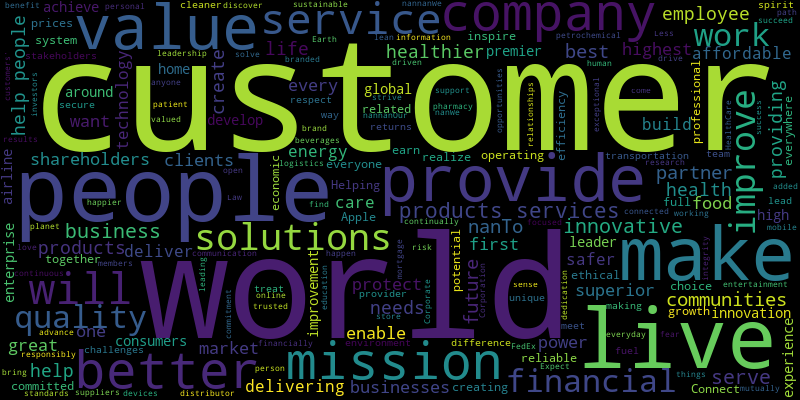 customer
world
people
provide
live
make
company
value
service
better
mission
will
solutions
quality
financial
improve
work
help people
achieve
cleaner
discover
sustainable
nannanWe
spirit
benefit
personal
path
succeed
prices
system
leadership
solve
Earth
lean
information
petrochemical
Less
employee
stakeholders
home
branded
life
inspire
healthier
premier
best
highest
affordable
driven
human
drive
customers'
investors
anyone
technology
create
patient
valued
every
respect
global
related
strive
support
pharmacy
relationships
opportunities
exceptional
come
professional
HealthCare
success
providing
everywhere
around
secure
want
develop
way
brand
beverages
returns
nannanour
nanWe
efficiency
build
results
shareholders
clients
energy
logistics
everyone
earn
realize
operating
transportation
research
team
partner
airline
economic
open
Law
Helping
care
find
Apple
products services
health
full
food
connected
working
added
lead
high
mobile
happier
planet
business
products
deliver
continually
nanTo
first
innovative
leader
focused
integrity
enterprise
love
together
communication
happen
risk
potential
safer
ethical
continuous
members
leading
treat
online
trusted
improvement
education
protect
provider
store
mortgage
needs
Corporate
future
Corporation
sense
unique
dedication
superior
choice
entertainment
communities
making
growth
innovation
commitment
consumers
one
market
financially
environment
enable
difference
FedEx
meet
power
everyday
fear
fuel
advance
responsibly
great
challenges
person
reliable
Expect
things
experience
bring
help
committed
standards
suppliers
devices
distributor
delivering
businesses
creating
Connect
serve
mutually